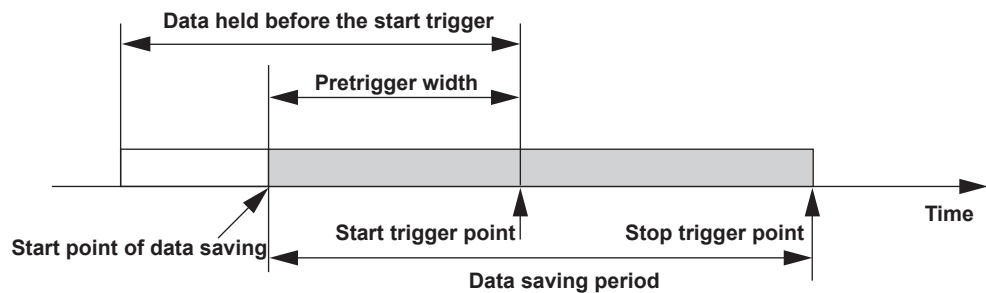 Data held before the start trigger
Pretrigger width
Time
Start point of data saving
Start trigger point
Stop trigger point
Data saving period